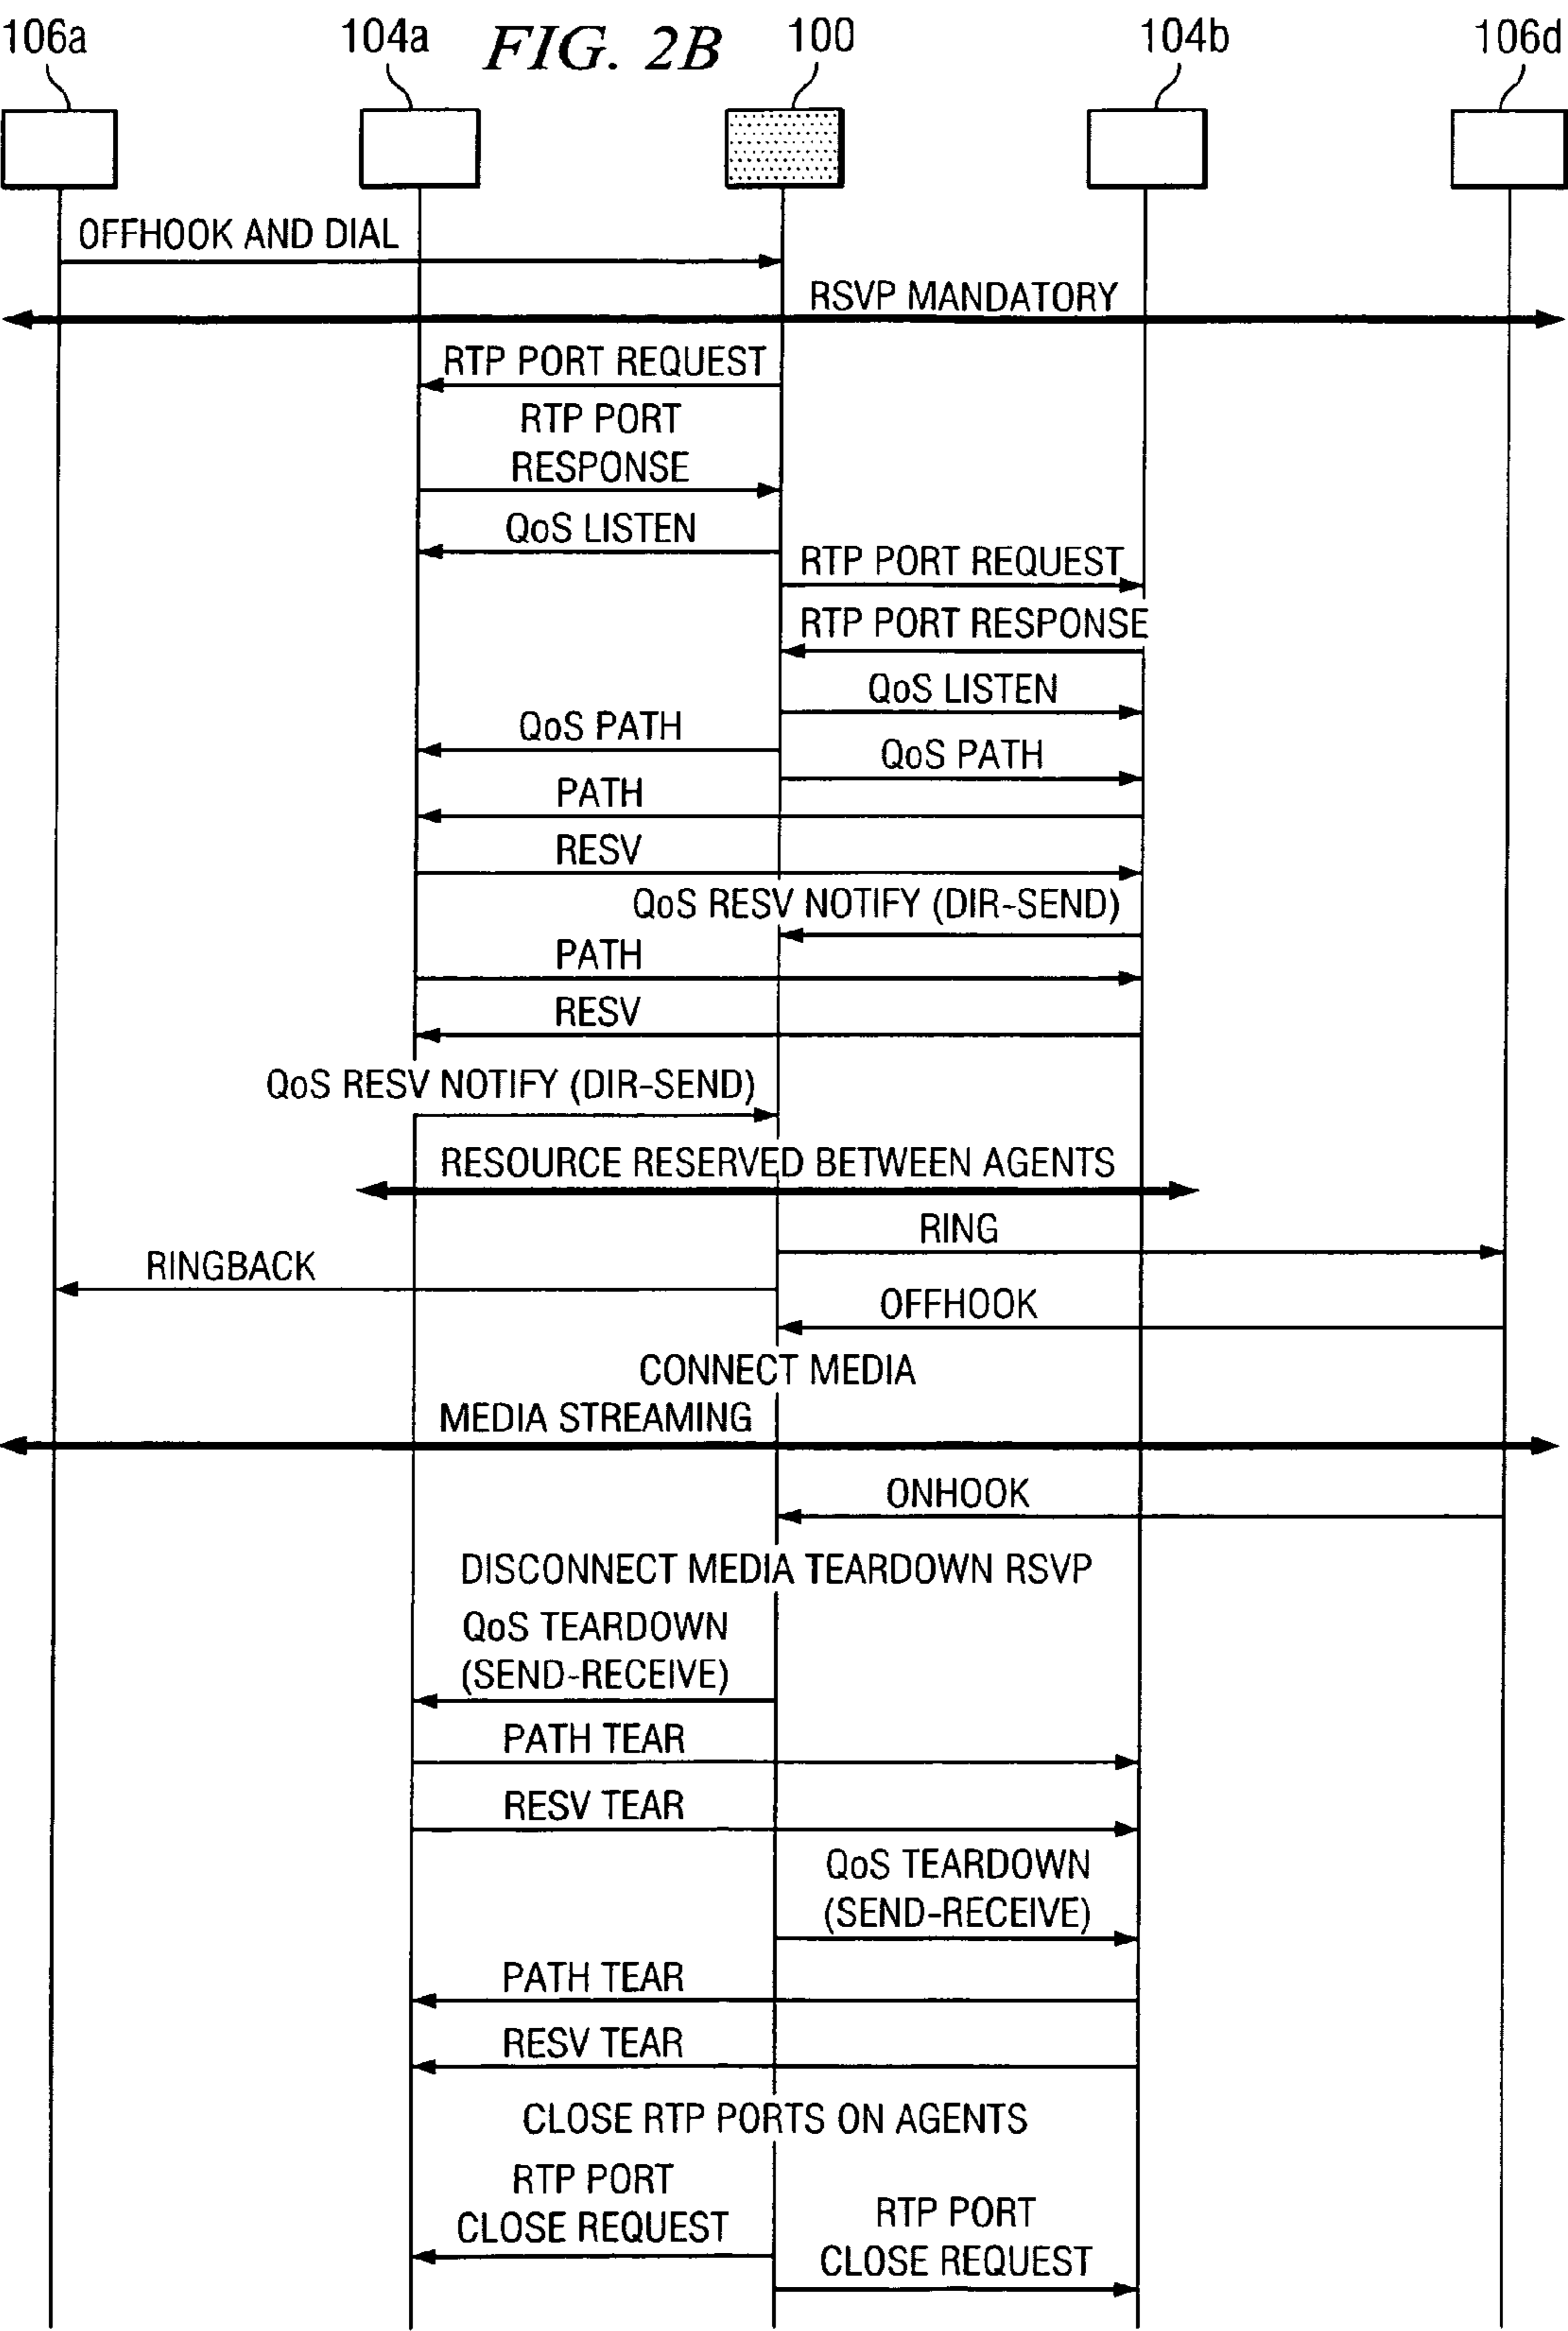 106a 104a FIG. 2B 100 104b 106d
OFFHOOK AND DIAL
RSVP MANDATORY
RTP PORT REQUEST
RTP PORT
RESPONSE
QoS LISTEN
RTP PORT REQUEST
RTP PORT RESPONSE
QoS LISTEN
QoS PATH
QoS PATH
PATH
RESV
QoS RESV NOTIFY (DIR-SEND)
PATH
RESV
QoS RESV NOTIFY (DIR-SEND)
RESOURCE RESERVED BETWEEN AGENTS
RING
RINGBACK
OFFHOOK
CONNECT MEDIA
MEDIA STREAMING
ONHOOK
DISCONNECT MEDIA TEARDOWN RSVP
QoS TEARDOWN
(SEND-RECEIVE)
PATH TEAR
RESV TEAR
QoS TEARDOWN
(SEND-RECEIVE)
PATH TEAR
RESV TEAR
CLOSE RTP PORTS ON AGENTS
RTP PORT
CLOSE REQUEST
RTP PORT
CLOSE REQUEST